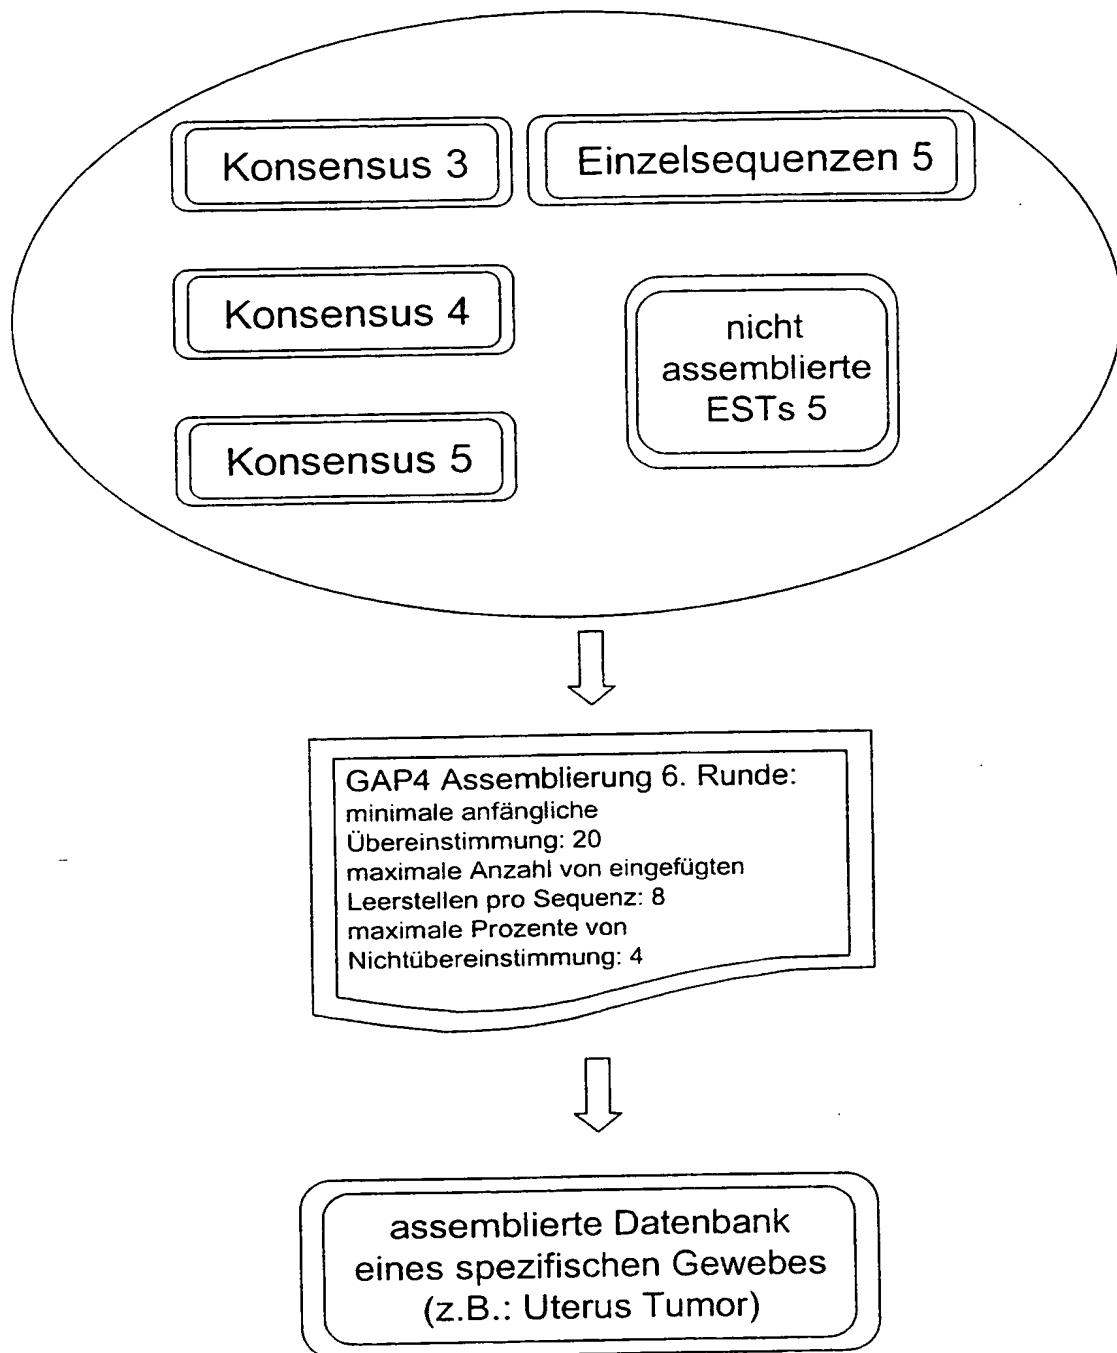 Konsensus 3
Einzelsequenzen 5
Konsensus 4
nicht
assemblierte
ESTs 5
Konsensus 5
GAP4 Assemblierung 6. Runde:
minimale anfängliche
Übereinstimmung: 20
maximale Anzahl von eingefügten
Leerstellen pro Sequenz: 8
maximale Prozente von
Nichtübereinstimmung: 4
assemblierte Datenbank
eines spezifischen Gewebes
(z.B.: Uterus Tumor)